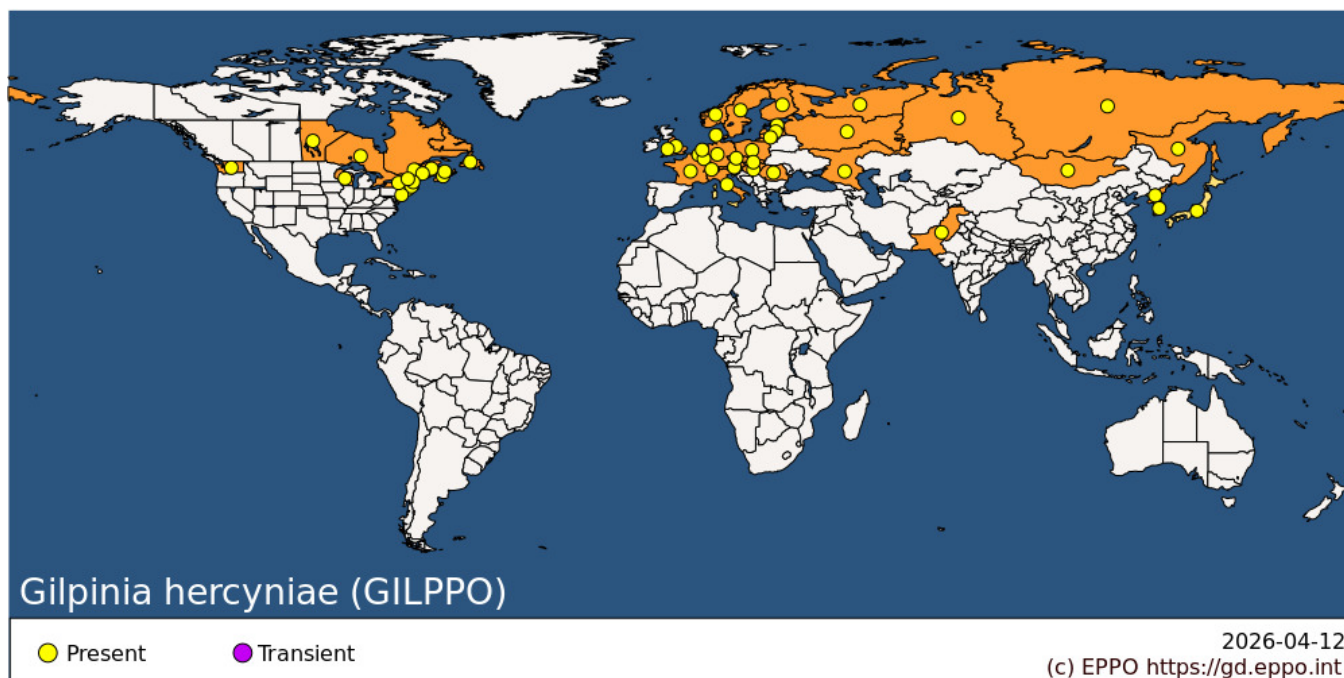 Gilpinia hercyniae (GILPPO)
Present
Transient
2026-04-12
(c) EPPO https://gd.eppo.int